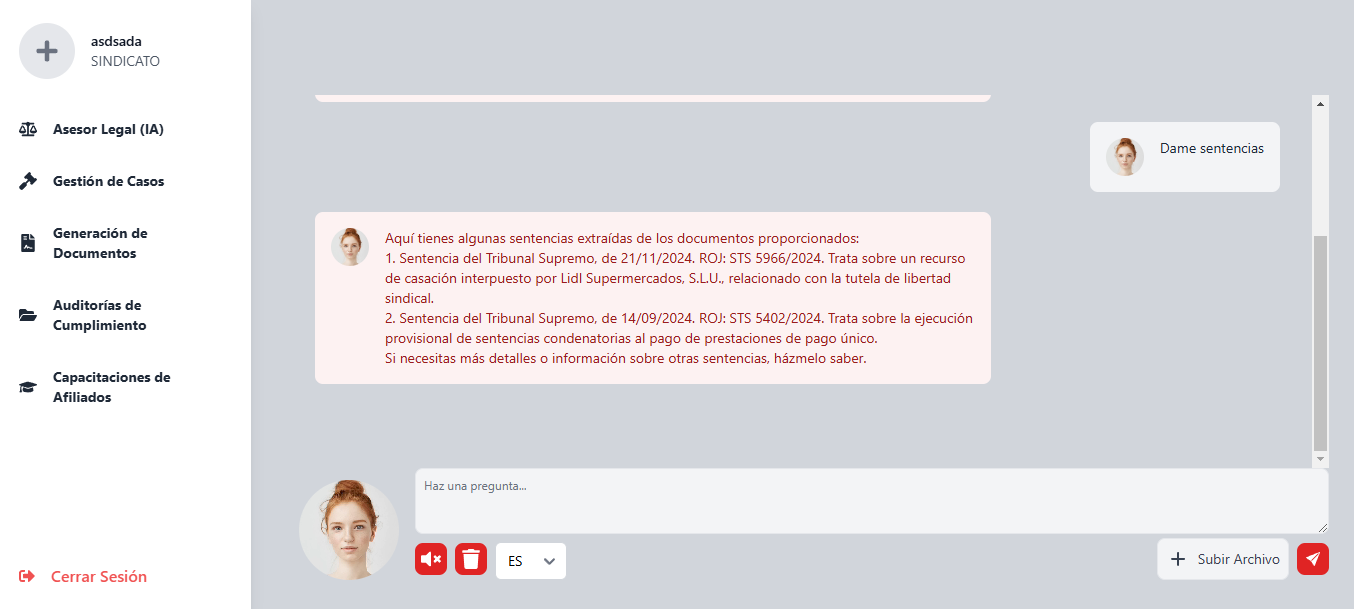 asdsada
SINDICATO
Asesor Legal (IA)
Gestión de Casos
Generación de
Documentos
Auditorías de
Cumplimiento
Capacitaciones de
Afiliados
Cerrar Sesión
Dame sentencias
Aquí tienes algunas sentencias extraídas de los documentos proporcionados:
1. Sentencia del Tribunal Supremo, de 21/11/2024. ROJ: STS 5966/2024. Trata sobre un recurso
de casación interpuesto por Lidl Supermercados, S.L.U., relacionado con la tutela de libertad
sindical.
2. Sentencia del Tribunal Supremo, de 14/09/2024. ROJ: STS 5402/2024. Trata sobre la ejecución
provisional de sentencias condenatorias al pago de prestaciones de pago único.
Si necesitas más detalles o información sobre otras sentencias, házmelo saber.
Haz una pregunta...
ES
Subir Archivo